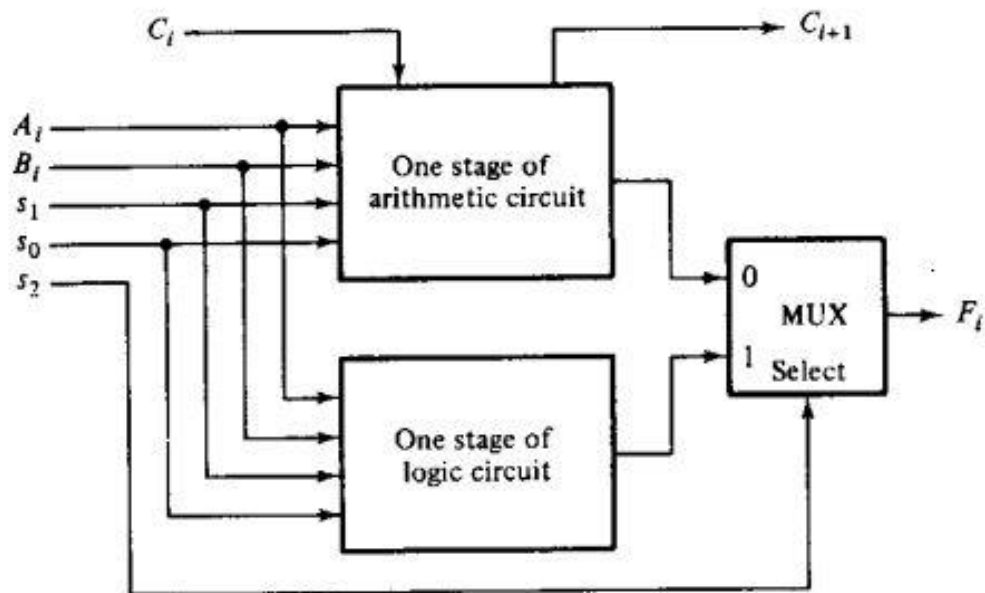 C_i
C_{i+1}
A_i
B_i
s_1
s_0
s_2
One stage of
arithmetic circuit
0
MUX
1
Select
F_i
One stage of
logic circuit